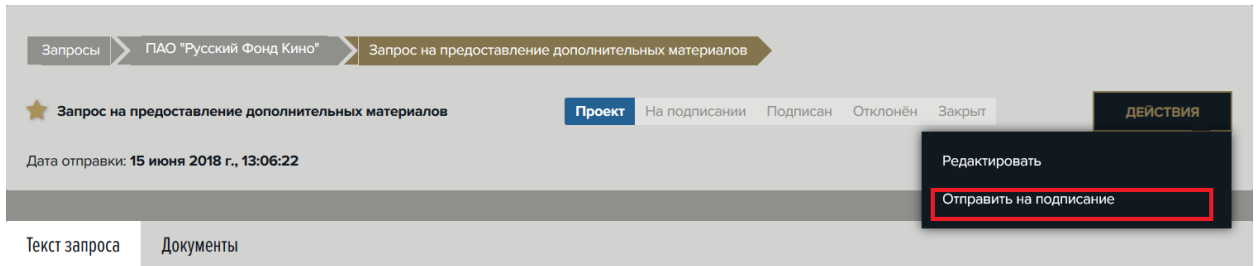 Запросы ПАО "Русский Фонд Кино" Запрос на предоставление дополнительных материалов
Запрос на предоставление дополнительных материалов Проект На подписании Подписан Отклонён Закрыт ДЕЙСТВИЯ
Дата отправки: 15 июня 2018 г., 13:06:22
Редактировать
Отправить на подписание
Текст запроса Документы